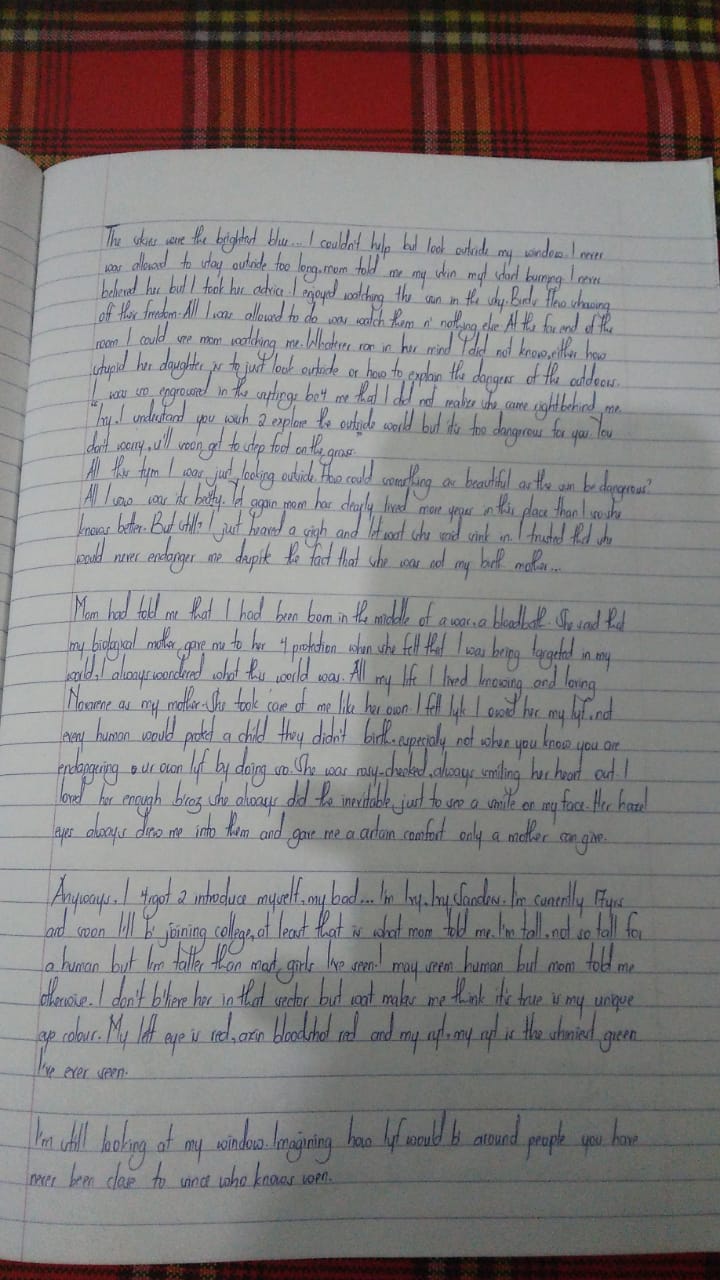 The skies were the brightest blue... I couldn't help but look outside my window. I never
was allowed to stay outside too long, mom told me my skin myt start burning. I never
believed her but I took her advice. I enjoyed watching the sun in the sky. Birds flew showing
off their freedom. All I was allowed to do was watch them n' nothing else. At the far end of the
room I could see mom watching me. Whatever ran in her mind I did not know, either how
stupid her daughter is to just look outside or how to explain the dangers of the outdoors.
I was so engrossed in the be4 me that I did not realize she came right behind me.
"Ivy. I understand you wish 2 explore the outside world but it's too dangerous for you. You
don't worry, u'll soon get to step foot on the grass."
All this tym I was just looking outside. How could something as beautiful as the sun be dangerous?
All I saw was its beauty. Yet again mom has clearly lived more years in this place than I so she
knows better. But still? I just heaved a sigh and let wat she said sink in. I trusted that she
would never endanger me despite the fact that she was not my birth mother...
Mom had told me that I had been born in the middle of a war, a bloodbath. She said that
my biological mother gave me to her 4 protection when she felt that I was being targeted in my
world. I always wondered what this world was. All my life I lived knowing and loving
as my mother. She took care of me like her own. I felt lyk I owed her my lyf, not
every human would protect a child they didn't birth, especially not when you know you are
endangering ur own lyf by doing so. She was rosy-cheeked, always smiling her heart out. I
loved her enough she always did the inevitable, just to see a smile on my face. Her hazel
eyes always drew me into them and gave me a certain comfort only a mother can give.
Anyways, I 4got 2 introduce myself, my bad... I'm Ivy, Ivy. I'm currently 17yrs
and soon I'll b' joining college, at least that is what mom told me. I'm tall, not so tall for
a human but I'm taller than most girls I've seen. I may seem human but mom told me
otherwise. I don't b'lieve her in that sector but wat makes me think it's true is my unique
eye colour. My left eye is red, bloodshot red and my ryt, my ryt is the shiniest green
I've ever seen.
I'm still looking at my window. Imagining how lyf would b' around people you have
never been close to since who knows wen.